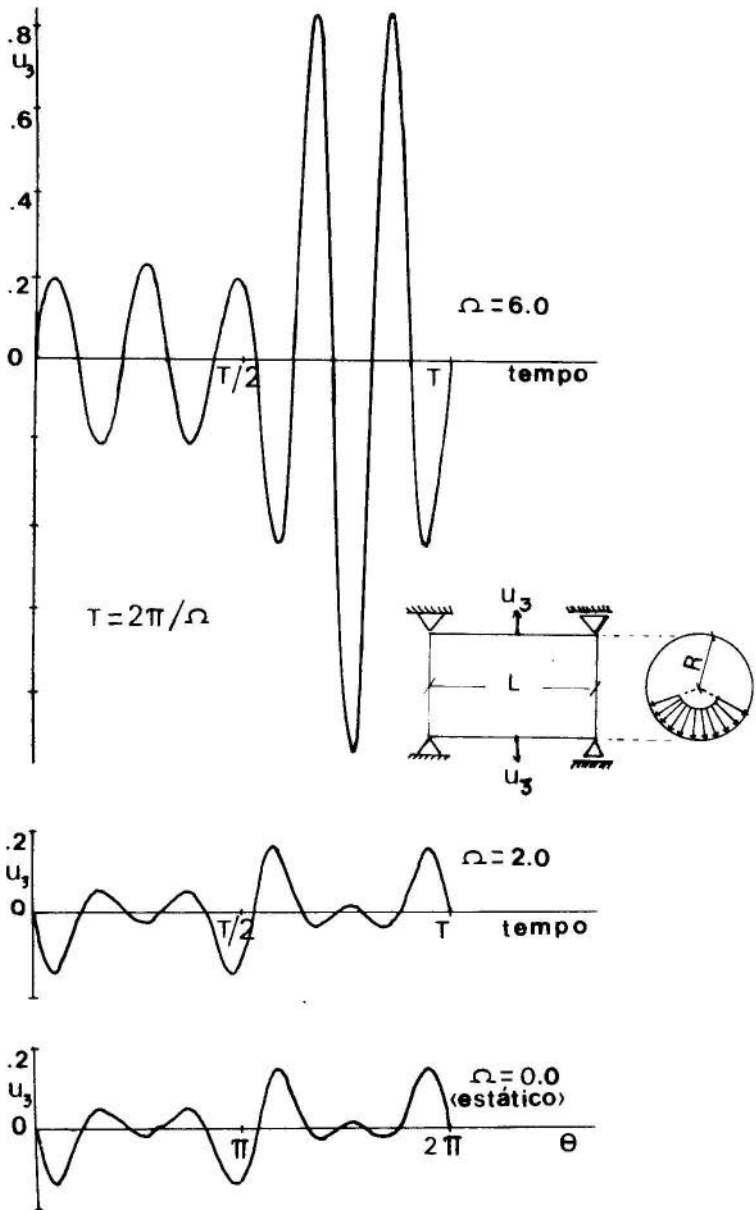 .8
u₃
.6
.4
.2
Ω=6.0
0
T/2
T
tempo
T=2π/Ω
u₃
L
R
u₃
.2
u₃
Ω=2.0
0
T/2
T
tempo
.2
u₃
Ω=0.0
(estático)
0
π
2π
θ